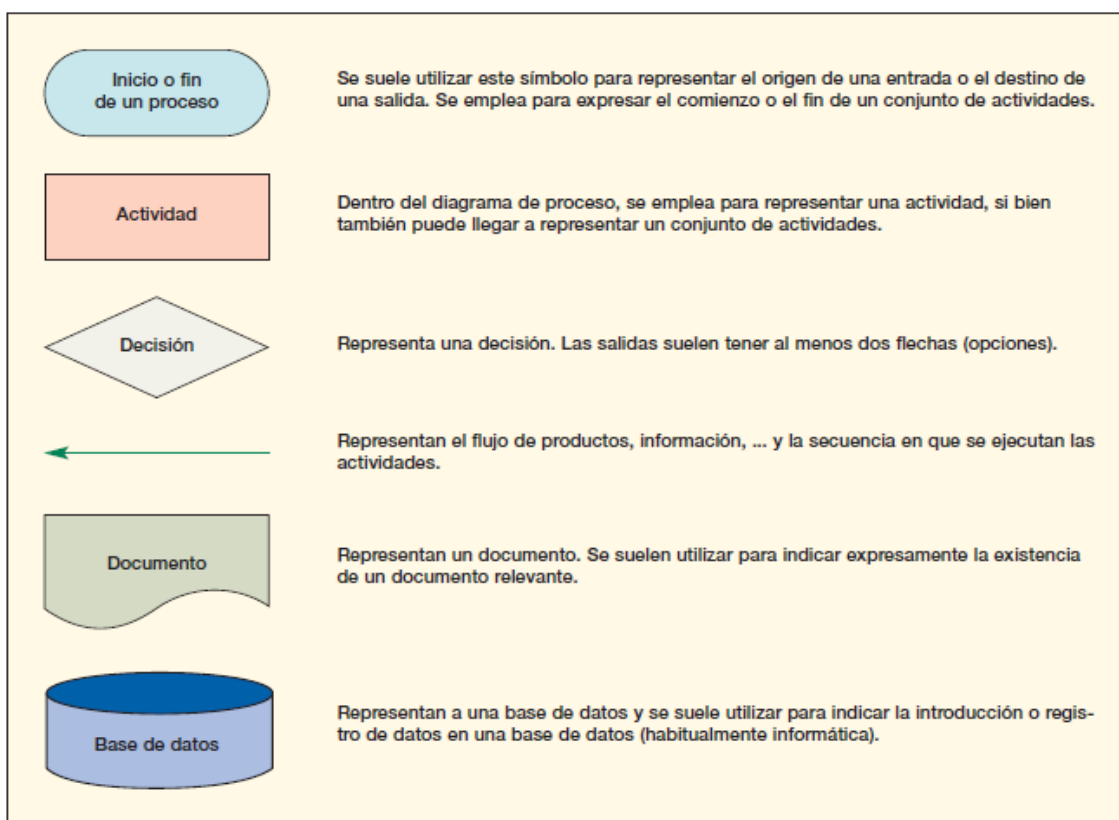 Inicio o fin
de un proceso
Se suele utilizar este símbolo para representar el origen de una entrada o el destino de
una salida. Se emplea para expresar el comienzo o el fin de un conjunto de actividades.
Actividad
Dentro del diagrama de proceso, se emplea para representar una actividad, si bien
también puede llegar a representar un conjunto de actividades.
Decisión
Representa una decisión. Las salidas suelen tener al menos dos flechas (opciones).
Representan el flujo de productos, información, ... y la secuencia en que se ejecutan las
actividades.
Documento
Representan un documento. Se suelen utilizar para indicar expresamente la existencia
de un documento relevante.
Base de datos
Representan a una base de datos y se suele utilizar para indicar la introducción o regis-
tro de datos en una base de datos (habitualmente informática).